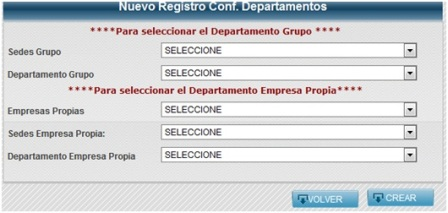 Nuevo Registro Conf. Departamentos
****Para seleccionar el Departamento Grupo ****
Sedes Grupo SELECCIONE
Departamento Grupo SELECCIONE
****Para seleccionar el Departamento Empresa Propia****
Empresas Propias SELECCIONE
Sedes Empresa Propia: SELECCIONE
Departamento Empresa Propia SELECCIONE
VOLVER CREAR